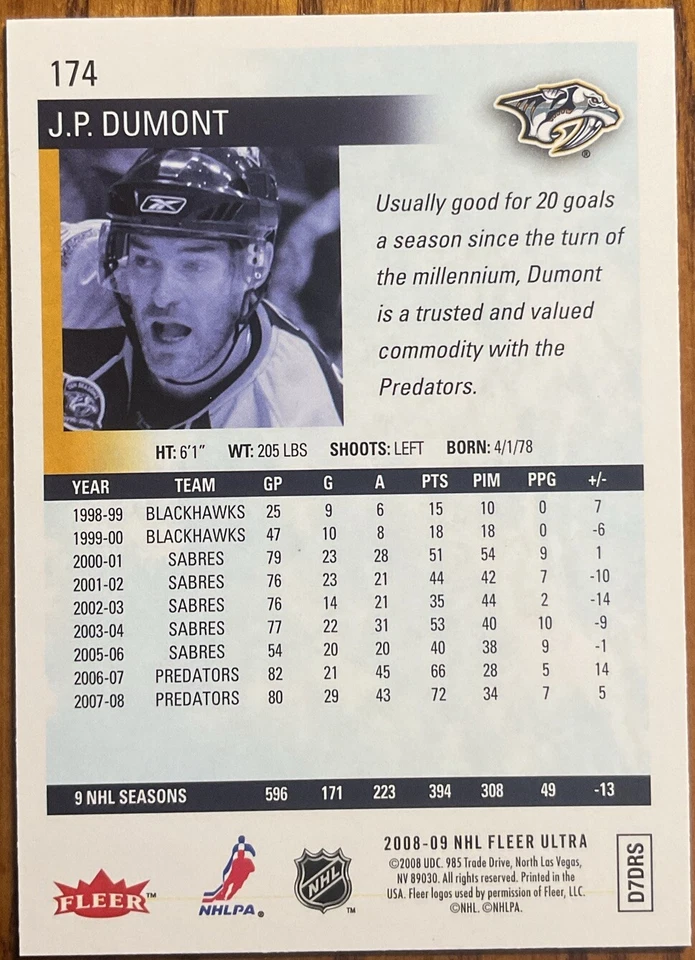 174
J.P. DUMONT
®
RBK
Usually good for 20 goals
a season since the turn of
the millennium, Dumont
is a trusted and valued
commodity with the
Predators.
HT: 6'1" WT: 205 LBS SHOOTS: LEFT BORN: 4/1/78
YEAR TEAM GP G A PTS PIM PPG +/-
1998-99 BLACKHAWKS 25 9 6 15 10 0 7
1999-00 BLACKHAWKS 47 10 8 18 18 0 -6
2000-01 SABRES 79 23 28 51 54 9 1
2001-02 SABRES 76 23 21 44 42 7 -10
2002-03 SABRES 76 14 21 35 44 2 -14
2003-04 SABRES 77 22 31 53 40 10 -9
2005-06 SABRES 54 20 20 40 38 9 -1
2006-07 PREDATORS 82 21 45 66 28 5 14
2007-08 PREDATORS 80 29 43 72 34 7 5
9 NHL SEASONS 596 171 223 394 308 49 -13
FLEER™
NHLPA®
NHL™
2008-09 NHL FLEER ULTRA
©2008 UDC. 985 Trade Drive, North Las Vegas,
NV 89030. All rights reserved. Printed in the
USA. Fleer logos used by permission of Fleer, LLC.
©NHL. ©NHLPA.
D7DRS